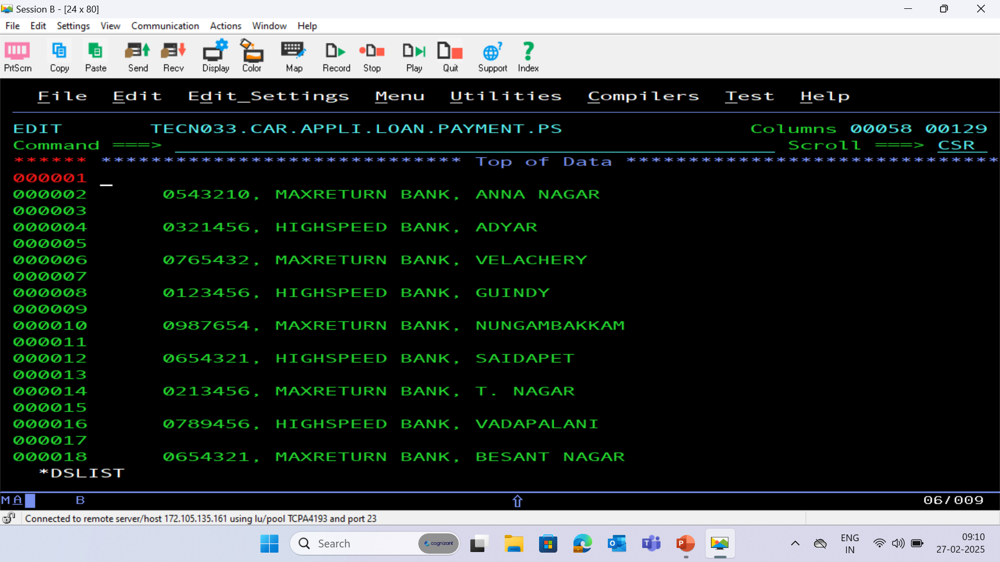 Session B - [24 x 80]
File Edit Settings View Communication Actions Window Help
PrtScrn Copy Paste Send Recv Display Color Map Record Stop Play Quit Support Index
File Edit Edit_Settings Menu Utilities Compilers Test Help
EDIT TECN033.CAR.APPLI.LOAN.PAYMENT.PS Columns 00058 00129
Command ===> Scroll ===> CSR
****** ***************************** Top of Data ******************************
000001
000002 0543210, MAXRETURN BANK, ANNA NAGAR
000003
000004 0321456, HIGHSPEED BANK, ADYAR
000005
000006 0765432, MAXRETURN BANK, VELACHERY
000007
000008 0123456, HIGHSPEED BANK, GUINDY
000009
000010 0987654, MAXRETURN BANK, NUNGAMBAKKAM
000011
000012 0654321, HIGHSPEED BANK, SAIDAPET
000013
000014 0213456, MAXRETURN BANK, T. NAGAR
000015
000016 0789456, HIGHSPEED BANK, VADAPALANI
000017
000018 0654321, MAXRETURN BANK, BESANT NAGAR
*DSLIST
MA B 06/009
Connected to remote server/host 172.105.135.161 using lu/pool TCPA4193 and port 23
Search cognizant ENG 09:10
IN 27-02-2025